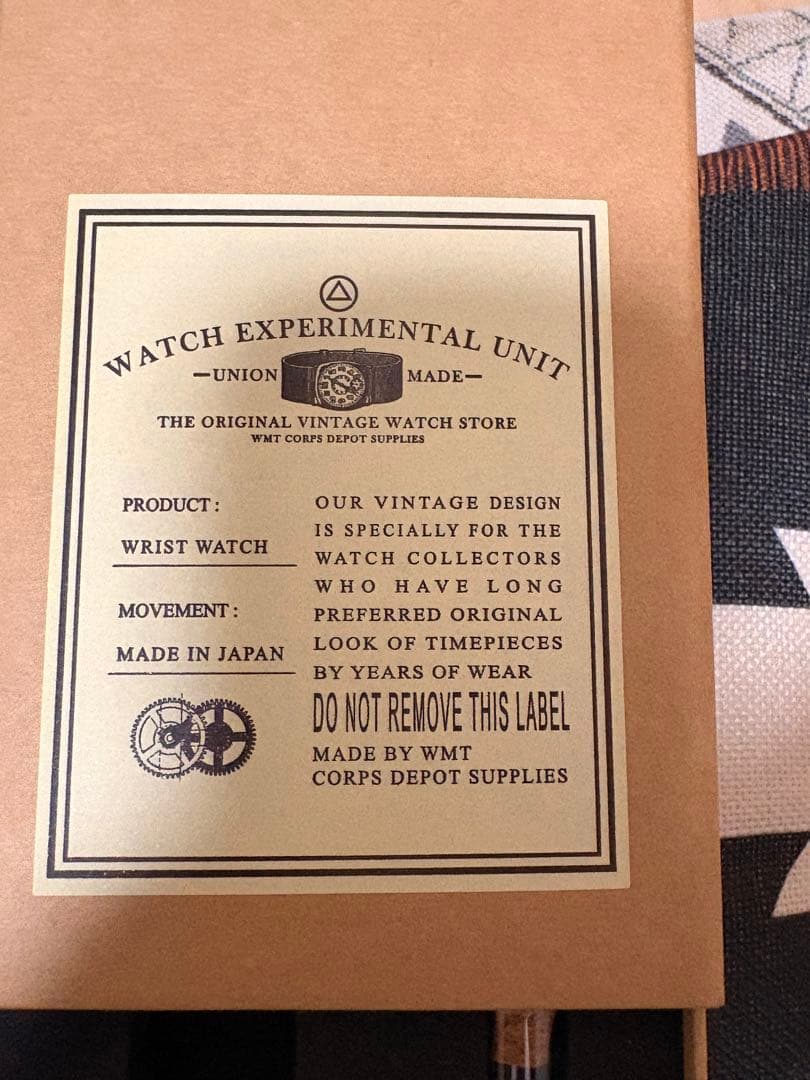 WATCH EXPERIMENTAL UNIT
—UNION MADE—
THE ORIGINAL VINTAGE WATCH STORE
WMT CORPS DEPOT SUPPLIES
PRODUCT :
WRIST WATCH
MOVEMENT :
MADE IN JAPAN
OUR VINTAGE DESIGN
IS SPECIALLY FOR THE
WATCH COLLECTORS
WHO HAVE LONG
PREFERRED ORIGINAL
LOOK OF TIMEPIECES
BY YEARS OF WEAR
DO NOT REMOVE THIS LABEL
MADE BY WMT
CORPS DEPOT SUPPLIES